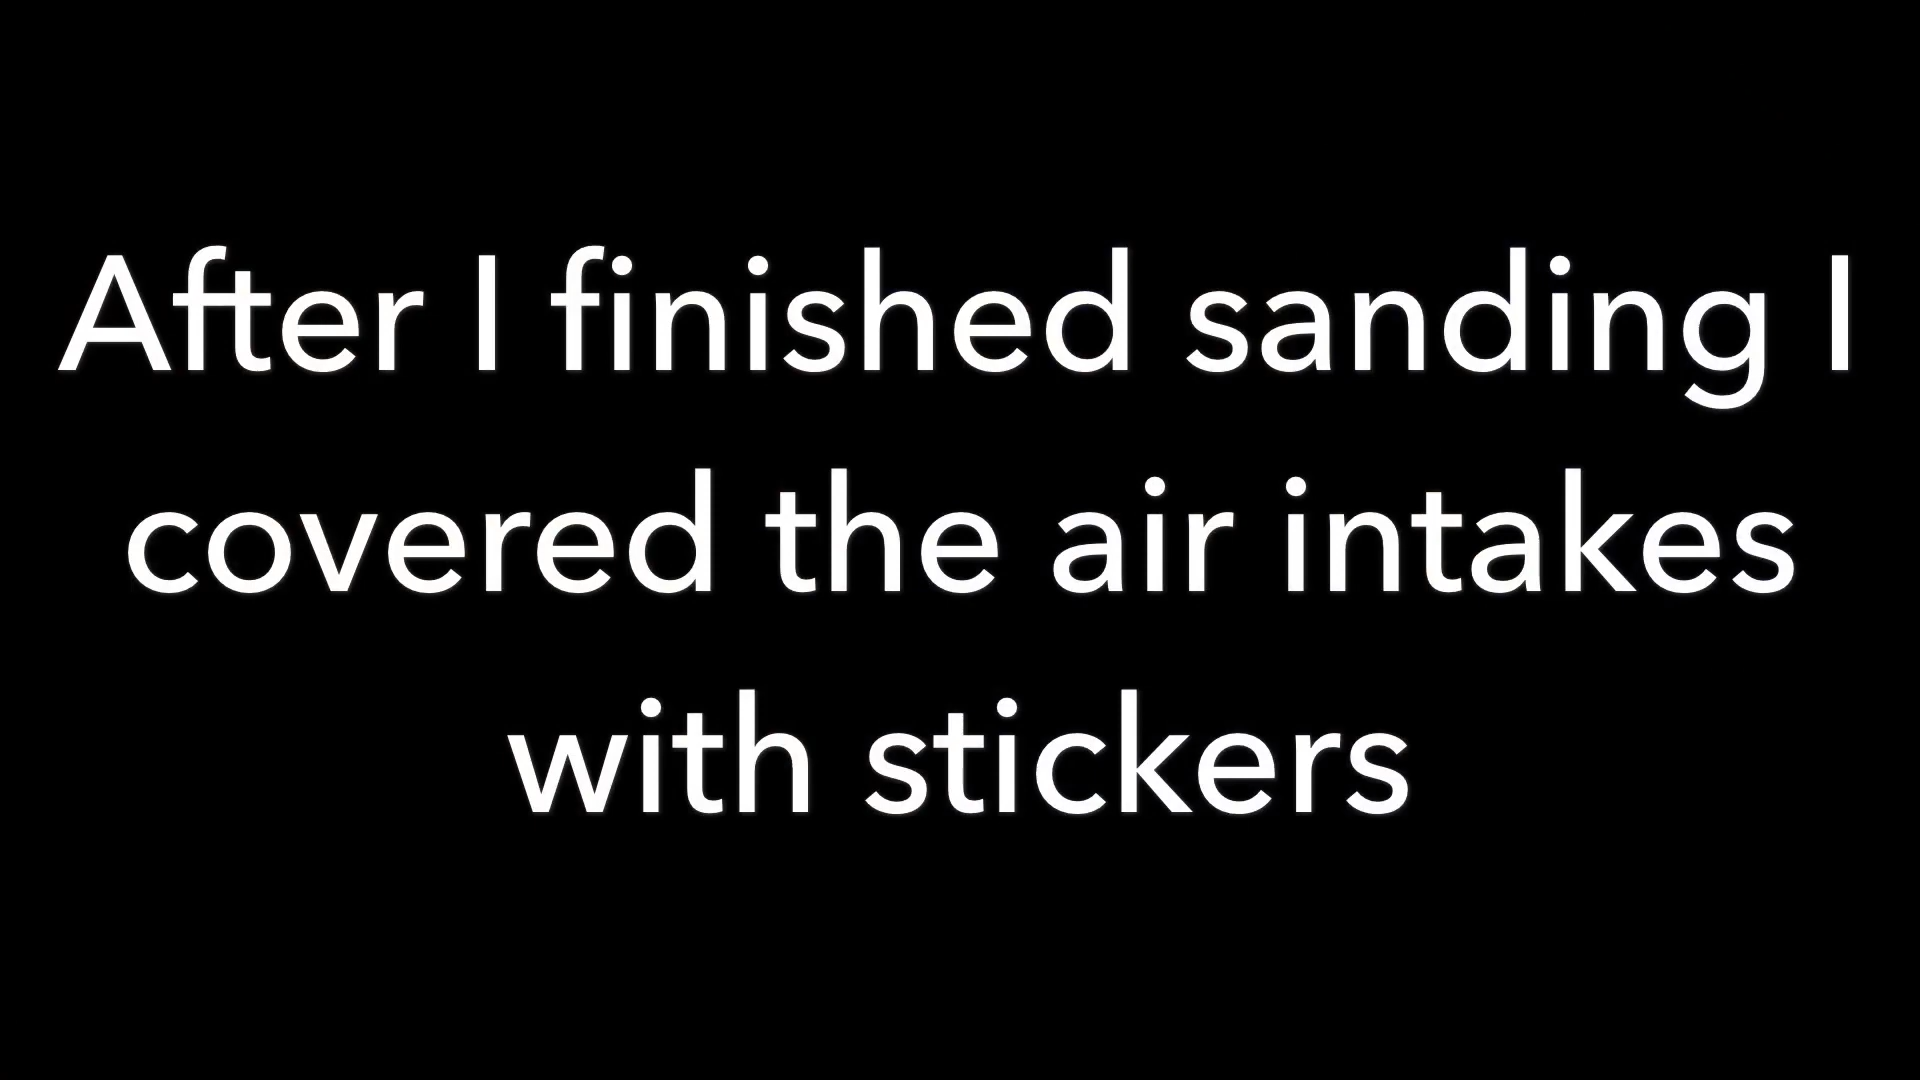 After I finished sanding I
covered the air intakes
with stickers